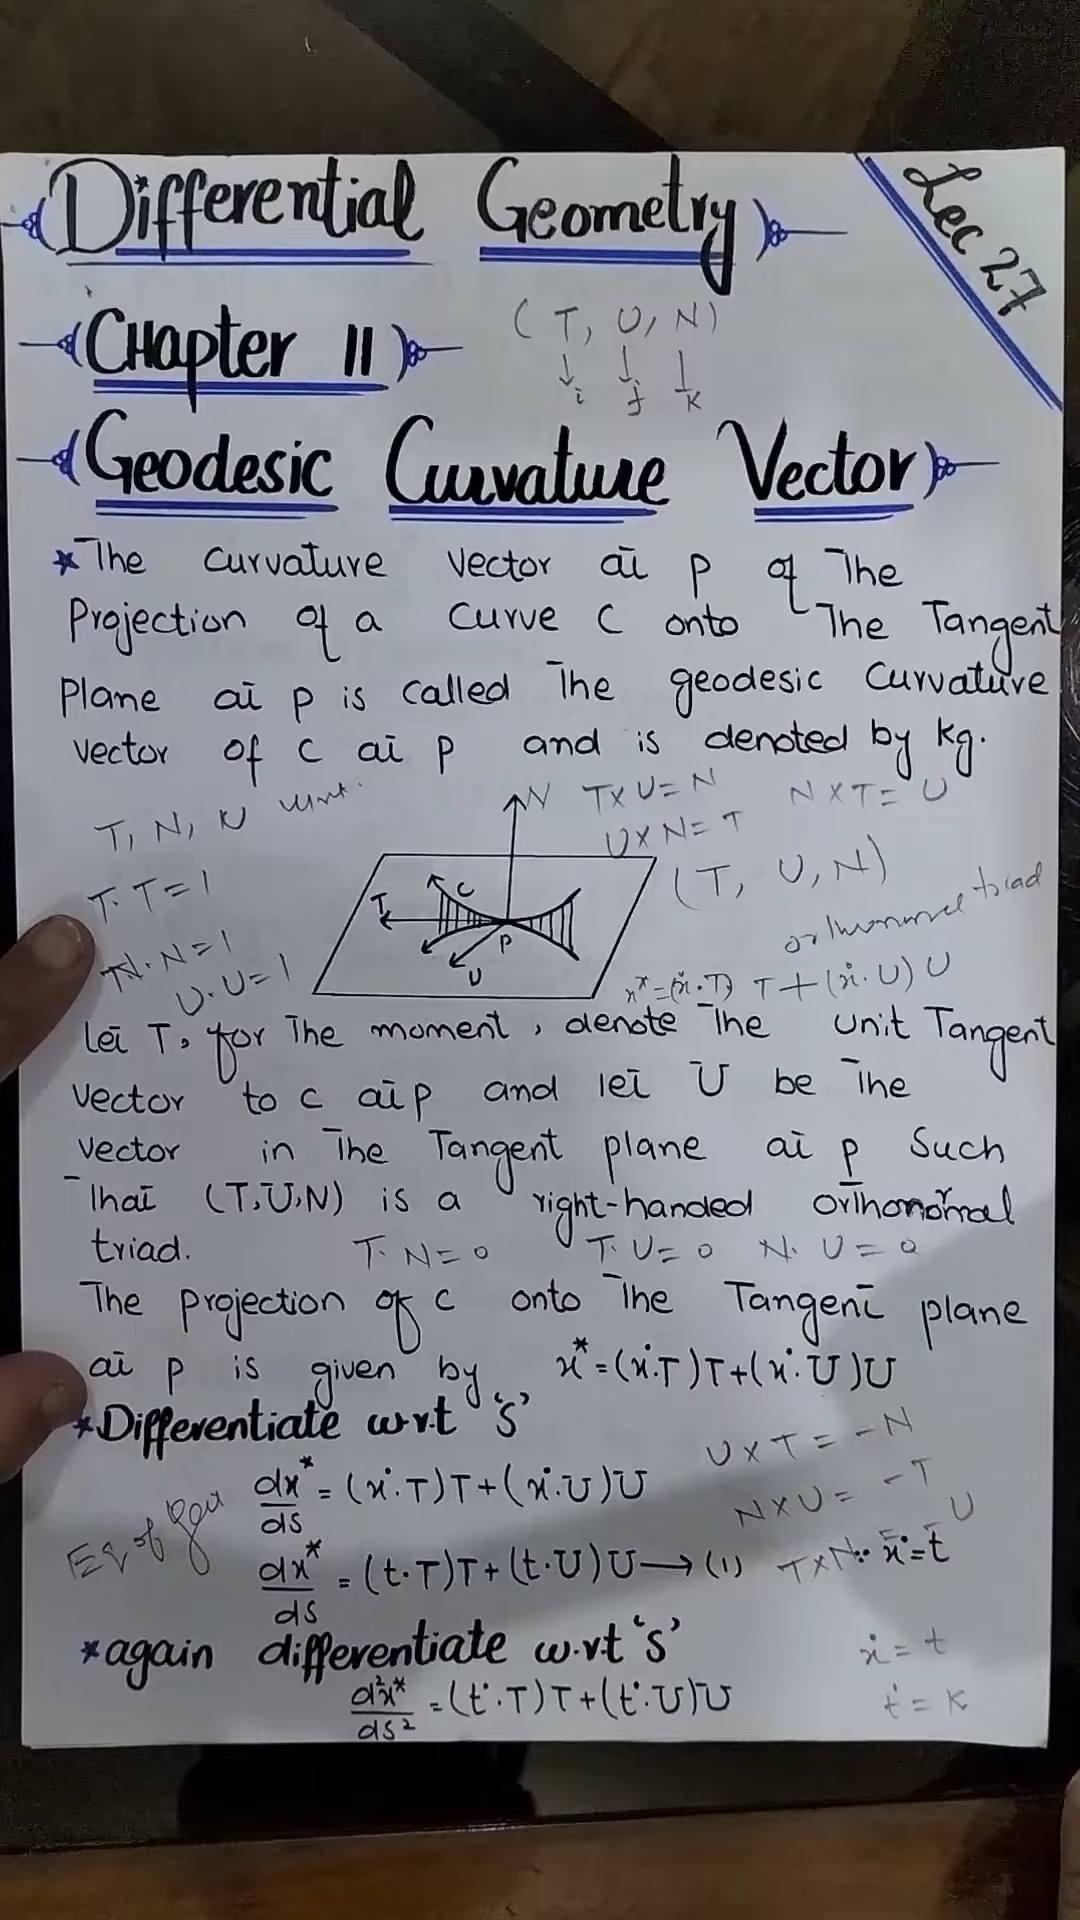 Differential Geometry
Lec 27
Chapter II
(T, U, N)
i j k
Geodesic Curvature Vector
* The curvature vector at p of The
Projection of a curve C onto The Tangent
Plane at p is called The geodesic Curvature
vector of C at p and is denoted by kg.
T, N, U unit
T×U=N N×T=U
U×N=T
N
T·T=1
(T, U, N)
orthonormal triad
T
C
P
U
N·N=1
U·U=1
x*=(ẋ·T) T+(ẋ·U) U
let T, for The moment, denote The unit Tangent
vector to c at p and let U be The
vector in The Tangent plane at p Such
That (T,U,N) is a right-handed orthonormal
triad. T·N=0 T·U=0 N·U=0
The projection of c onto The Tangent plane
at p is given by x*=(ẋ.T)T+(ẋ.U)U
* Differentiate w.r.t 's'
U×T=-N
dx*/ds = (ẋ.T)T+(ẋ.U)U
N×U=-T
Eq of
dx*/ds = (t.T)T+(t.U)U → (1) T×N=-U ∵ ẋ=t
* again differentiate w.r.t 's'
ẋ=t
d²x*/ds² = (ṫ.T)T+(ṫ.U)U
ṫ=K